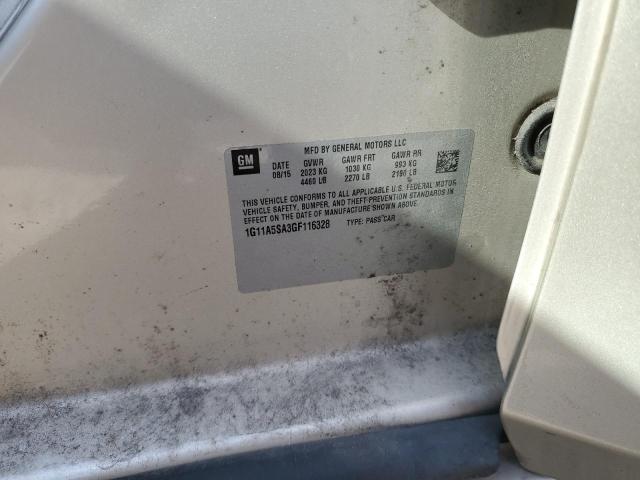 MFD BY GENERAL MOTORS LLC
GM
DATE GVWR GAWR FRT GAWR RR
08/15 2023 KG 1030 KG 993 KG
4460 LB 2270 LB 2190 LB
THIS VEHICLE CONFORMS TO ALL APPLICABLE U.S. FEDERAL MOTOR
VEHICLE SAFETY, BUMPER, AND THEFT-PREVENTION STANDARDS IN
EFFECT ON THE DATE OF MANUFACTURE SHOWN ABOVE.
1G11A5SA3GF116328 TYPE: PASS CAR